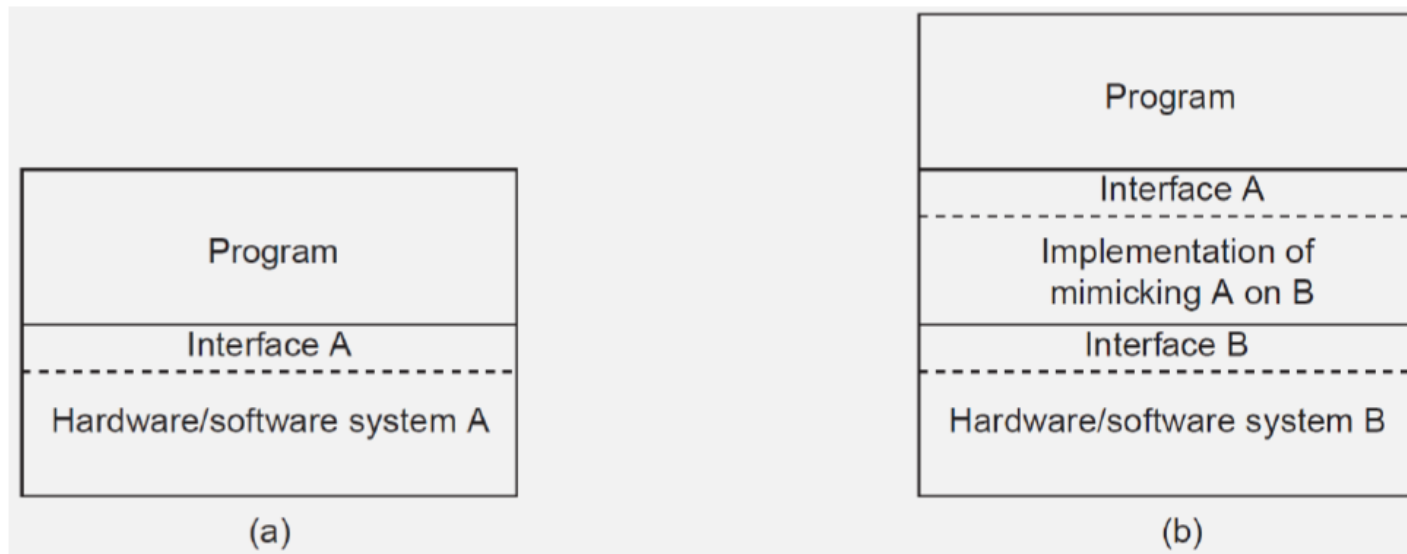 Program
Interface A
Hardware/software system A
(a)
Program
Interface A
Implementation of
mimicking A on B
Interface B
Hardware/software system B
(b)